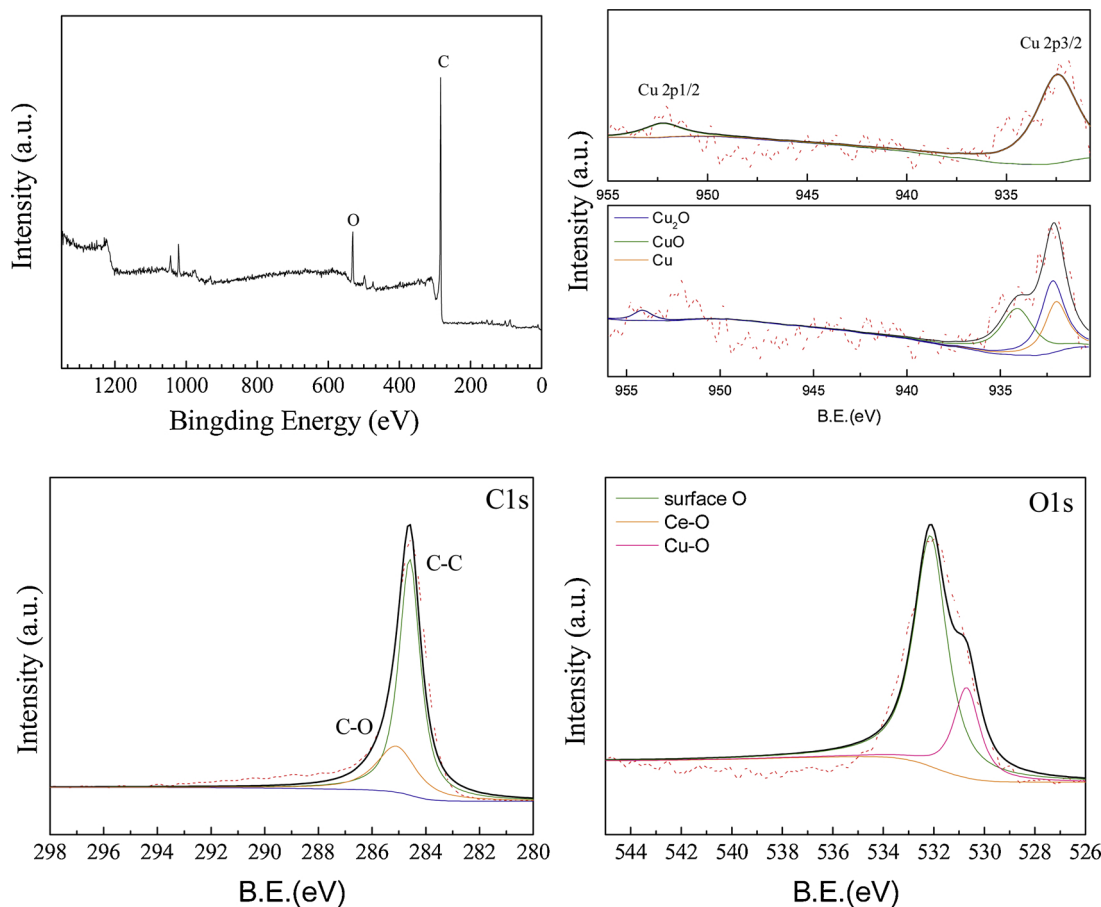 C
O
Intensity (a.u.)
1200 1000 800 600 400 200 0
Bingding Energy (eV)
Cu 2p3/2
Cu 2p1/2
955 950 945 940 935
Intensity (a.u.)
Cu₂O
CuO
Cu
955 950 945 940 935
B.E.(eV)
C1s
C-C
C-O
Intensity (a.u.)
298 296 294 292 290 288 286 284 282 280
B.E.(eV)
surface O
Ce-O
Cu-O
O1s
Intensity (a.u.)
544 542 540 538 536 534 532 530 528 526
B.E.(eV)